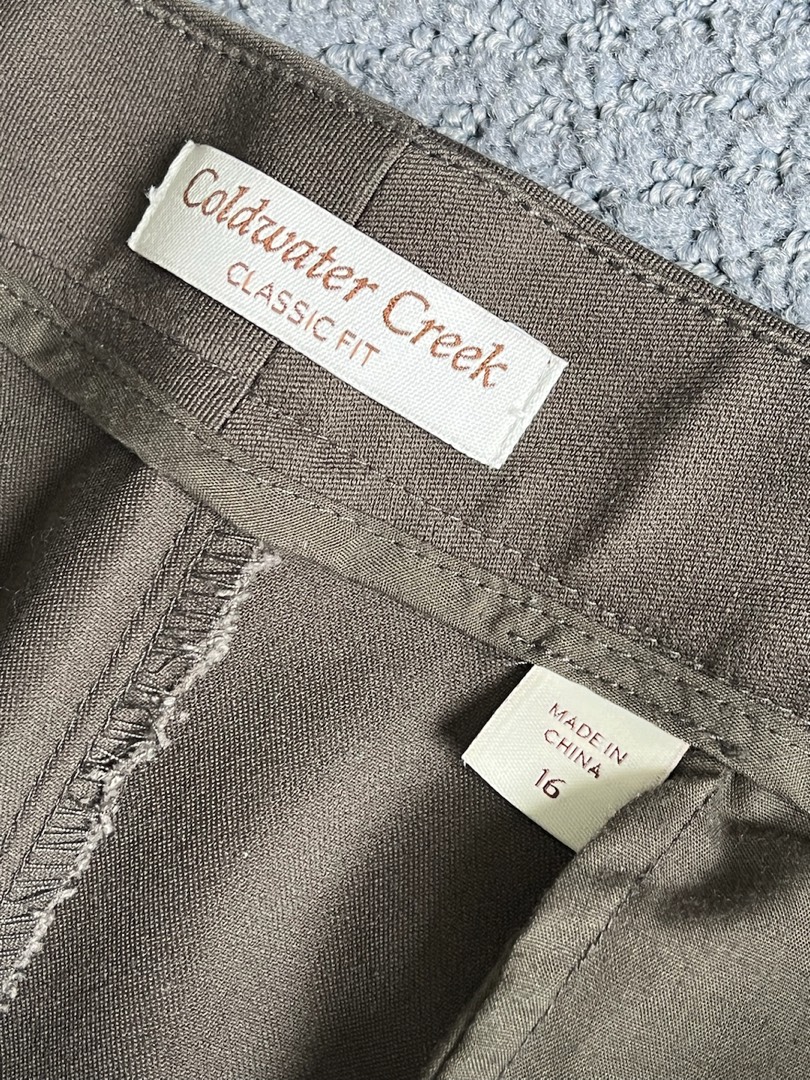 Coldwater Creek
CLASSIC FIT
MADE IN
CHINA
16